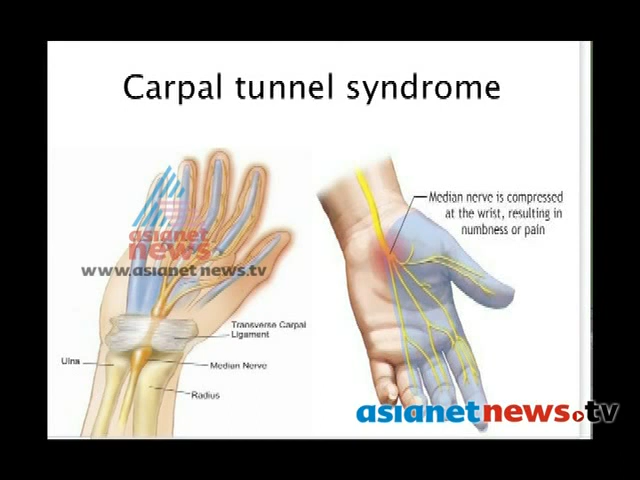 Carpal tunnel syndrome
Median nerve is compressed
at the wrist, resulting in
numbness or pain
asianet
news
www.asianetnews.tv
Transverse Carpal
Ligament
Ulna
Median Nerve
Radius
asianetnews.tv